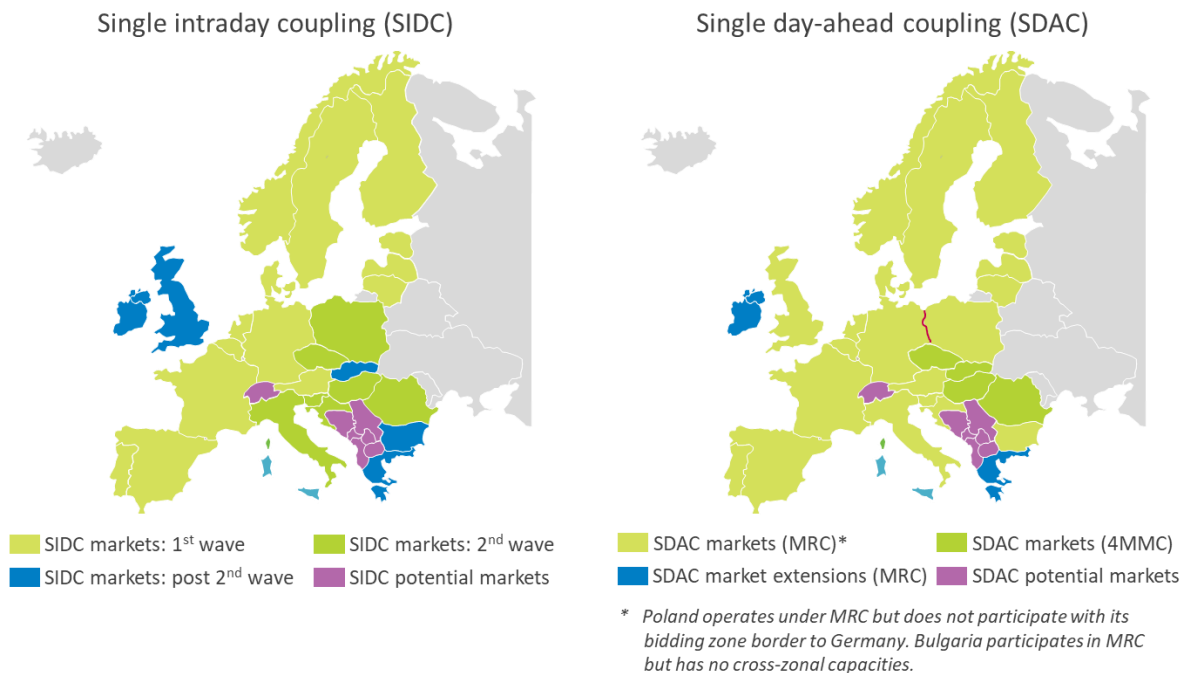 Single intraday coupling (SIDC)
Single day-ahead coupling (SDAC)
SIDC markets: 1st wave
SIDC markets: 2nd wave
SIDC markets: post 2nd wave
SIDC potential markets
SDAC markets (MRC)*
SDAC markets (4MMC)
SDAC market extensions (MRC)
SDAC potential markets
* Poland operates under MRC but does not participate with its
bidding zone border to Germany. Bulgaria participates in MRC
but has no cross-zonal capacities.